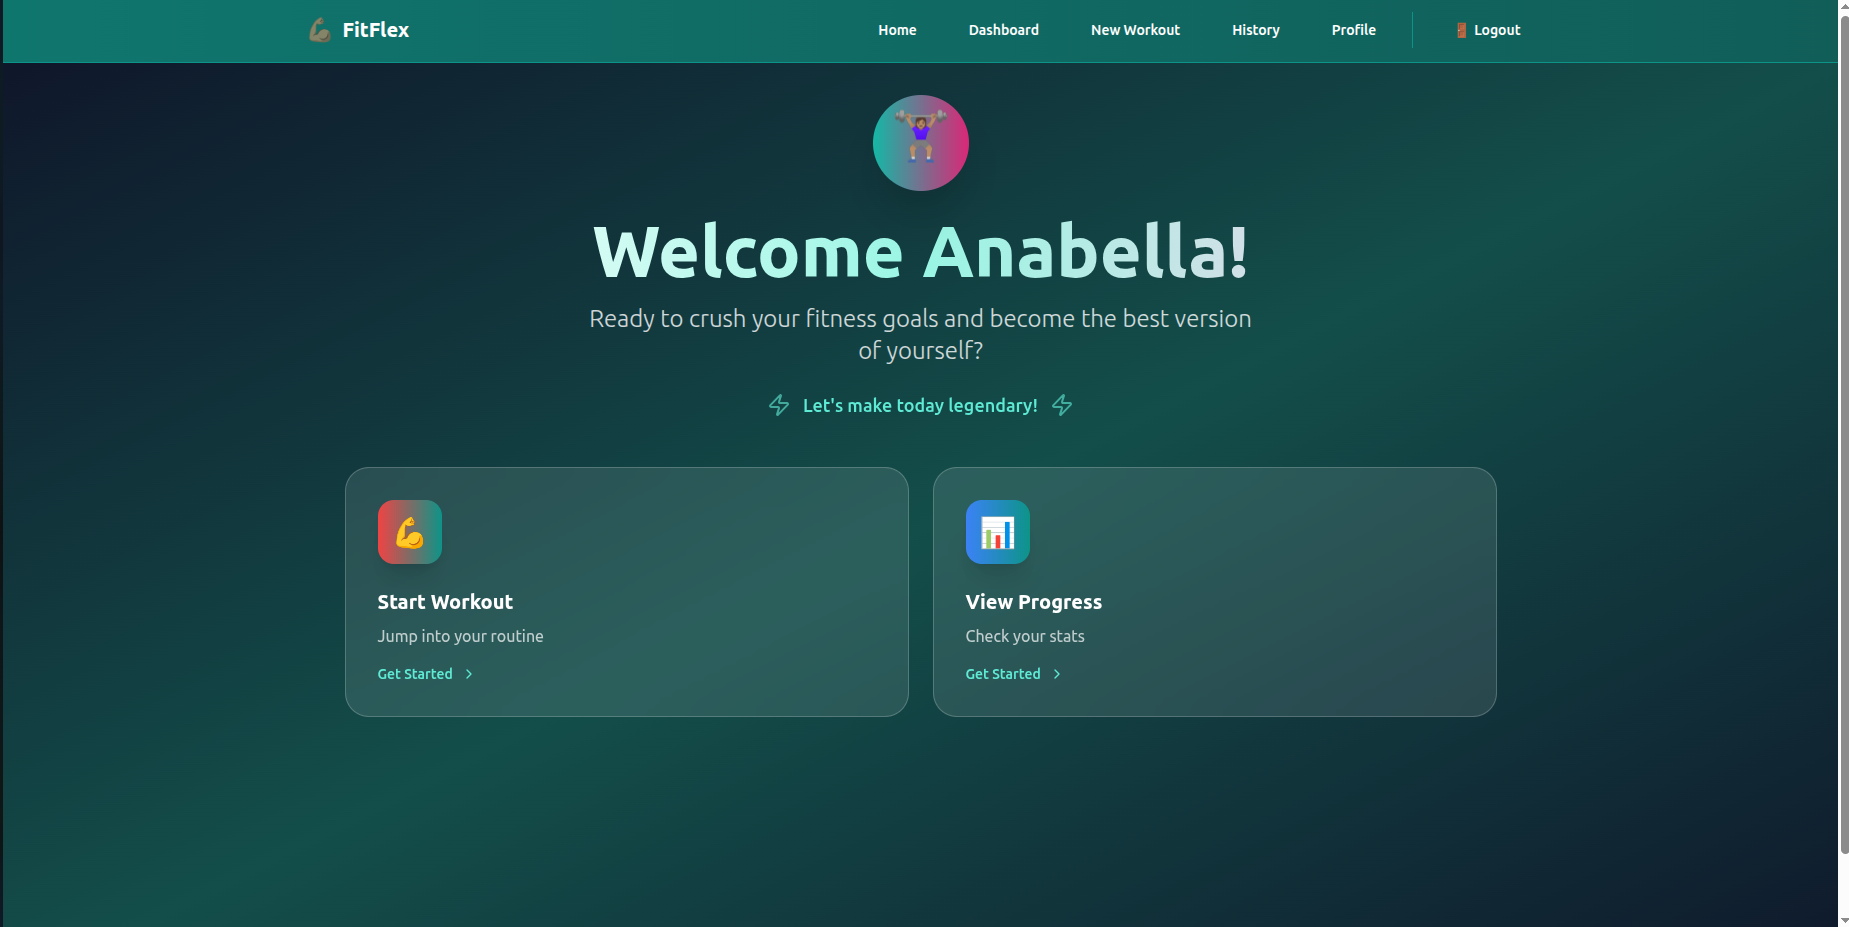 FitFlex
Home
Dashboard
New Workout
History
Profile
Logout
Welcome Anabella!
Ready to crush your fitness goals and become the best version
of yourself?
Let's make today legendary!
Start Workout
Jump into your routine
Get Started
View Progress
Check your stats
Get Started